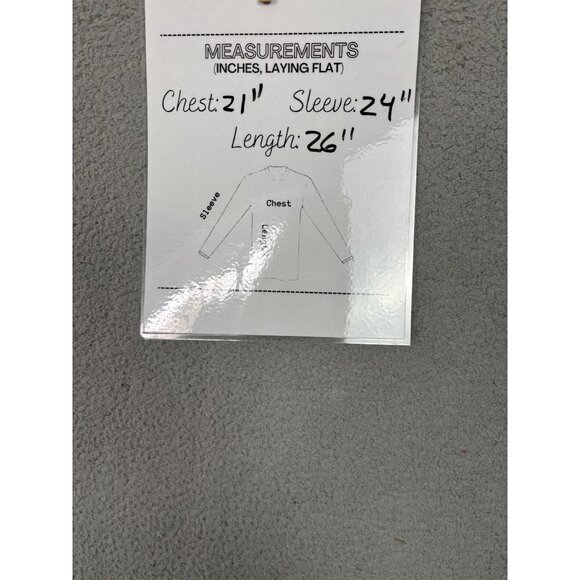 MEASUREMENTS
(INCHES, LAYING FLAT)
Chest: 21" Sleeve: 24"
Length: 26"
Sleeve
Chest
Length